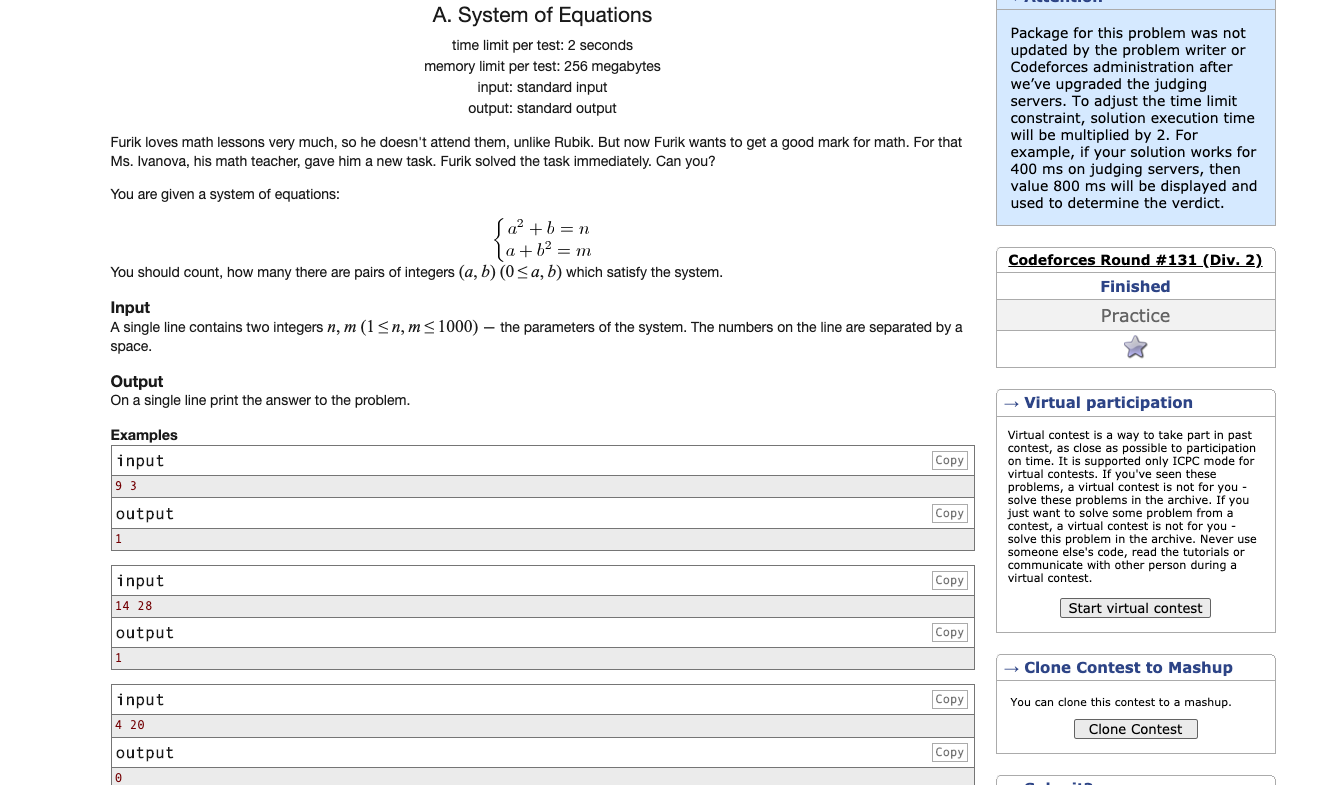 A. System of Equations
time limit per test: 2 seconds
memory limit per test: 256 megabytes
input: standard input
output: standard output
Furik loves math lessons very much, so he doesn't attend them, unlike Rubik. But now Furik wants to get a good mark for math. For that
Ms. Ivanova, his math teacher, gave him a new task. Furik solved the task immediately. Can you?
You are given a system of equations:
a² + b = n
a + b² = m
You should count, how many there are pairs of integers (a, b) (0 ≤ a, b) which satisfy the system.
Input
A single line contains two integers n, m (1 ≤ n, m ≤ 1000) — the parameters of the system. The numbers on the line are separated by a
space.
Output
On a single line print the answer to the problem.
Examples
input
Copy
9 3
output
Copy
1
input
Copy
14 28
output
Copy
1
input
Copy
4 20
output
Copy
0
Package for this problem was not
updated by the problem writer or
Codeforces administration after
we've upgraded the judging
servers. To adjust the time limit
constraint, solution execution time
will be multiplied by 2. For
example, if your solution works for
400 ms on judging servers, then
value 800 ms will be displayed and
used to determine the verdict.
Codeforces Round #131 (Div. 2)
Finished
Practice
→ Virtual participation
Virtual contest is a way to take part in past
contest, as close as possible to participation
on time. It is supported only ICPC mode for
virtual contests. If you've seen these
problems, a virtual contest is not for you -
solve these problems in the archive. If you
just want to solve some problem from a
contest, a virtual contest is not for you -
solve this problem in the archive. Never use
someone else's code, read the tutorials or
communicate with other person during a
virtual contest.
Start virtual contest
→ Clone Contest to Mashup
You can clone this contest to a mashup.
Clone Contest